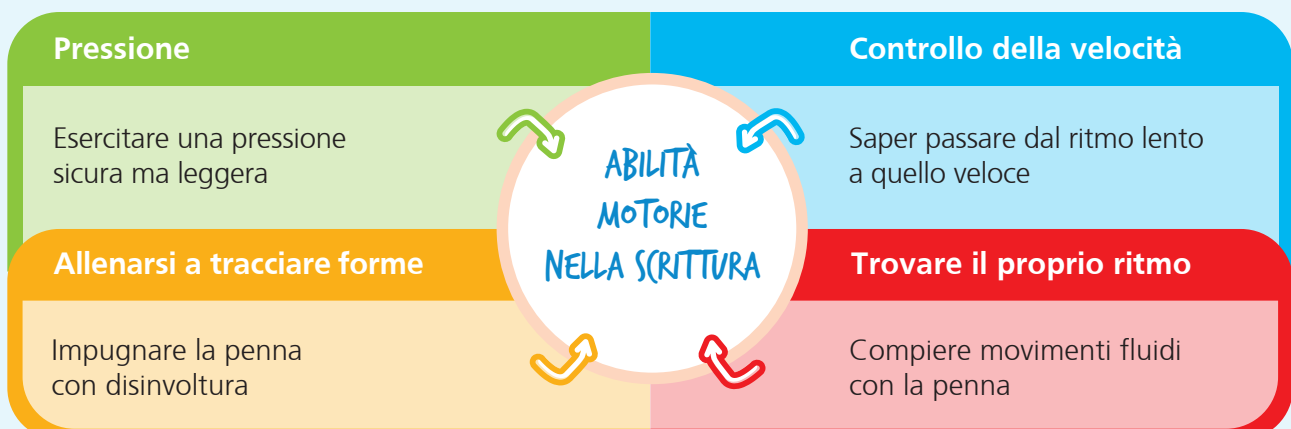 Pressione
Esercitare una pressione
sicura ma leggera
Controllo della velocità
Saper passare dal ritmo lento
a quello veloce
ABILITÀ
MOTORIE
NELLA SCRITTURA
Allenarsi a tracciare forme
Impugnare la penna
con disinvoltura
Trovare il proprio ritmo
Compiere movimenti fluidi
con la penna